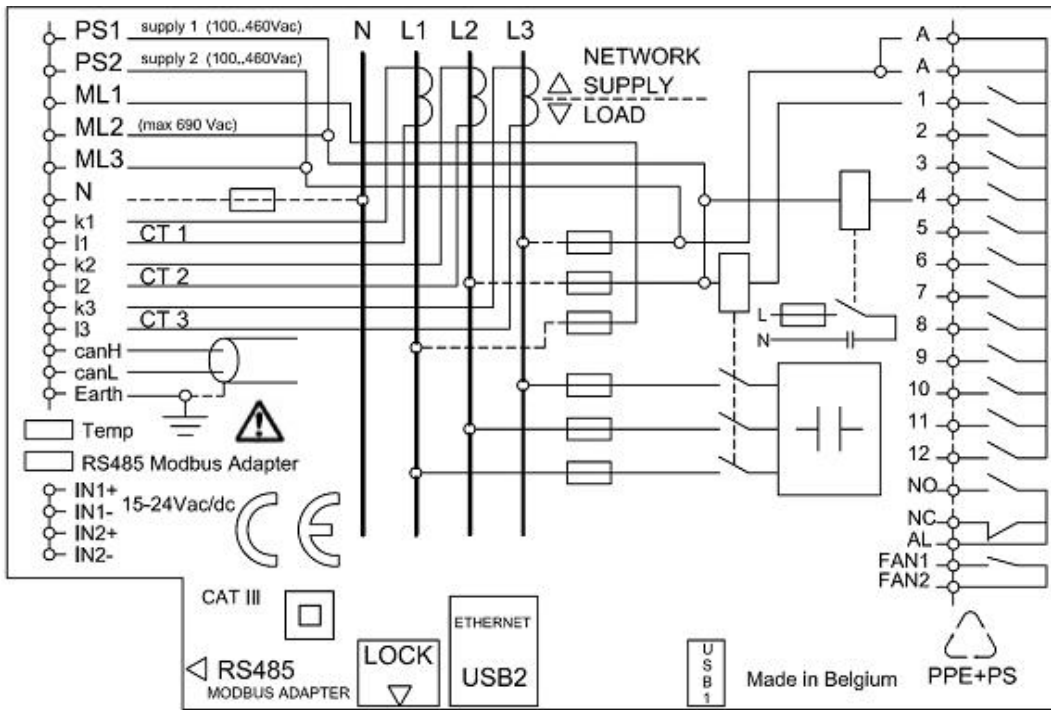 PS1 supply 1 (100..460Vac)
PS2 supply 2 (100..460Vac)
ML1
ML2 (max 690 Vac)
ML3
N
k1
l1 CT 1
k2
l2 CT 2
k3
l3 CT 3
canH
canL
Earth
Temp
RS485 Modbus Adapter
IN1+
IN1- 15-24Vac/dc
IN2+
IN2-
CE
N L1 L2 L3
NETWORK
SUPPLY
LOAD
L
N
A
A
1
2
3
4
5
6
7
8
9
10
11
12
NO
NC
AL
FAN1
FAN2
CAT III
RS485
MODBUS ADAPTER
LOCK
ETHERNET
USB2
USB1
Made in Belgium
PPE+PS